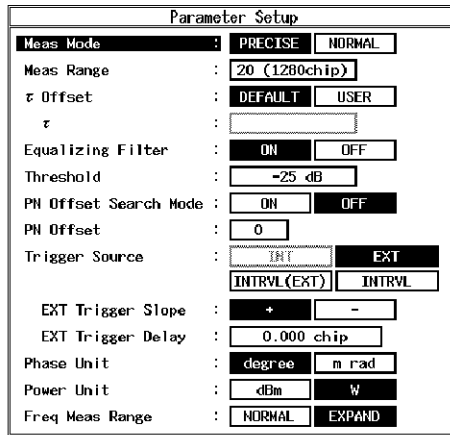 Parameter Setup
Meas Mode : PRECISE NORMAL
Meas Range : 20 (1280chip)
τ Offset : DEFAULT USER
τ :
Equalizing Filter : ON OFF
Threshold : -25 dB
PN Offset Search Mode : ON OFF
PN Offset : 0
Trigger Source : INT EXT
INTRVL(EXT) INTRVL
EXT Trigger Slope : + -
EXT Trigger Delay : 0.000 chip
Phase Unit : degree m rad
Power Unit : dBm W
Freq Meas Range : NORMAL EXPAND